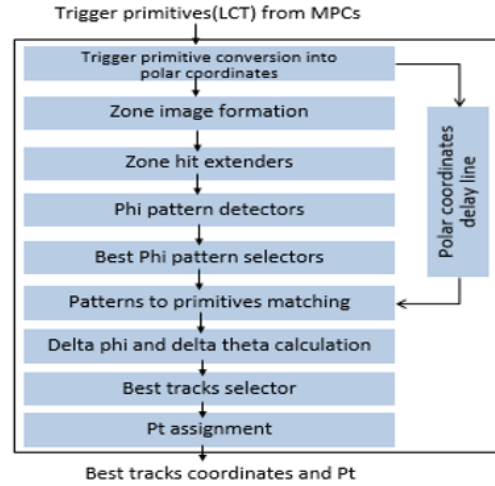 Trigger primitives(LCT) from MPCs
Trigger primitive conversion into
polar coordinates
Zone image formation
Zone hit extenders
Phi pattern detectors
Best Phi pattern selectors
Patterns to primitives matching
Delta phi and delta theta calculation
Best tracks selector
Pt assignment
Polar coordinates
delay line
Best tracks coordinates and Pt